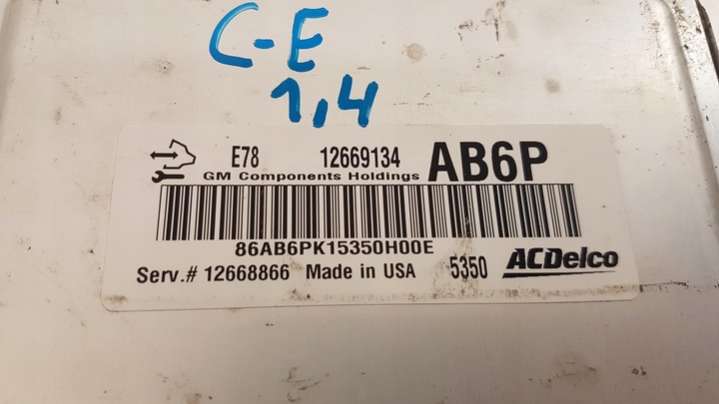 C-E
1,4
E78 12669134 AB6P
GM Components Holdings
86AB6PK15350H00E
Serv.# 12668866 Made in USA 5350 ACDelco